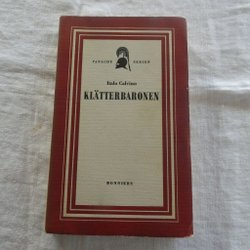 PANACHE SERIEN
Italo Calvino
KLÄTTERBARONEN
BONNIERS